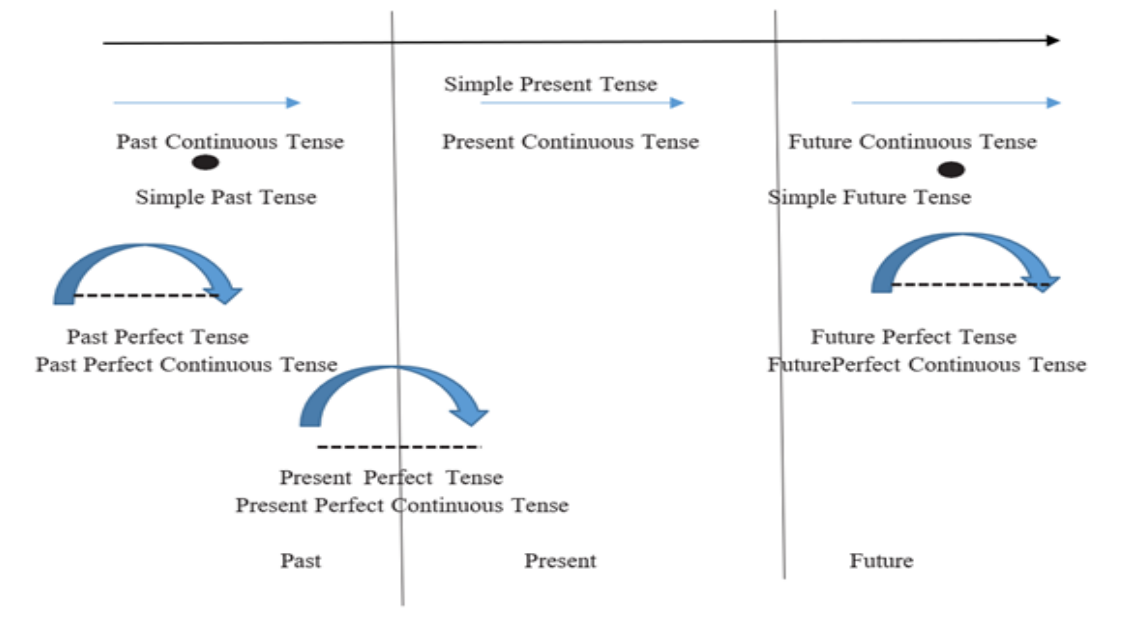 Simple Present Tense
Past Continuous Tense
Present Continuous Tense
Future Continuous Tense
Simple Past Tense
Simple Future Tense
Past Perfect Tense
Past Perfect Continuous Tense
Future Perfect Tense
FuturePerfect Continuous Tense
Present Perfect Tense
Present Perfect Continuous Tense
Past
Present
Future